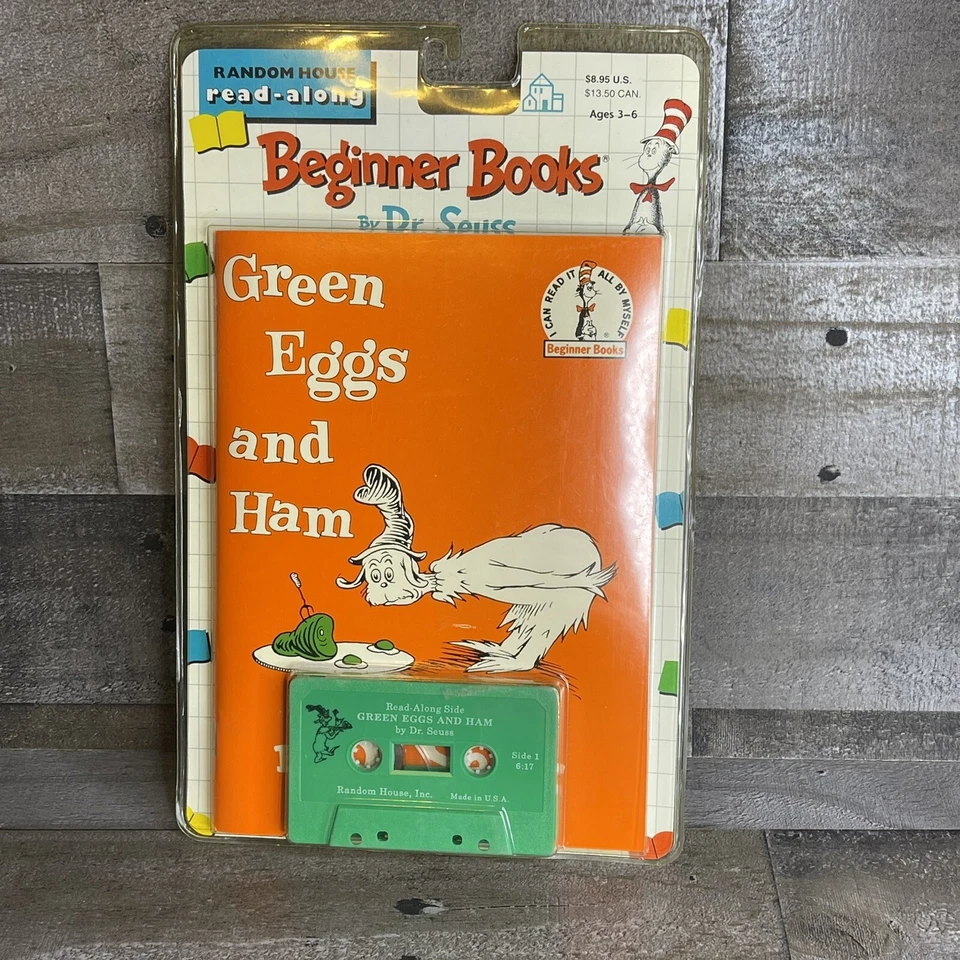 RANDOM HOUSE
read-along
$8.95 U.S.
$13.50 CAN.
Ages 3–6
Beginner Books®
By Dr. Seuss
Green
Eggs
and
Ham
I CAN READ IT ALL BY MYSELF
®
Beginner Books
Read-Along Side
GREEN EGGS AND HAM
by Dr. Seuss
Side 1
6:17
Random House, Inc.
Made in U.S.A.